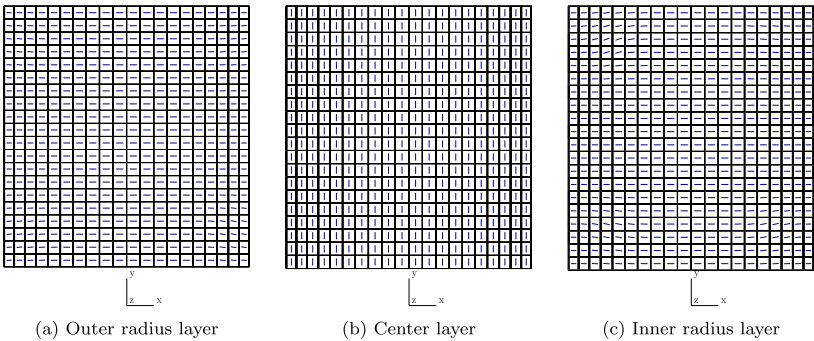 y y y
z x z x z x
(a) Outer radius layer (b) Center layer (c) Inner radius layer